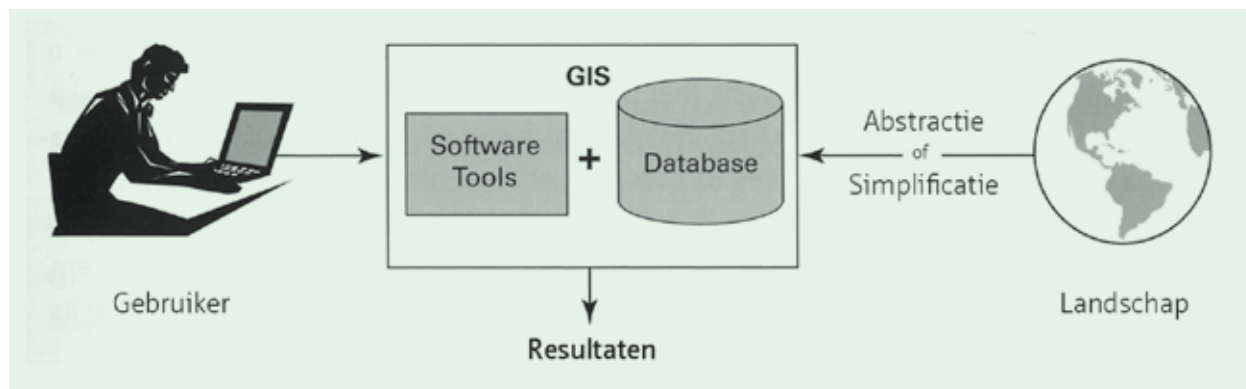 GIS
Software
Tools
+
Database
Abstractie
of
Simplificatie
Gebruiker
Landschap
Resultaten